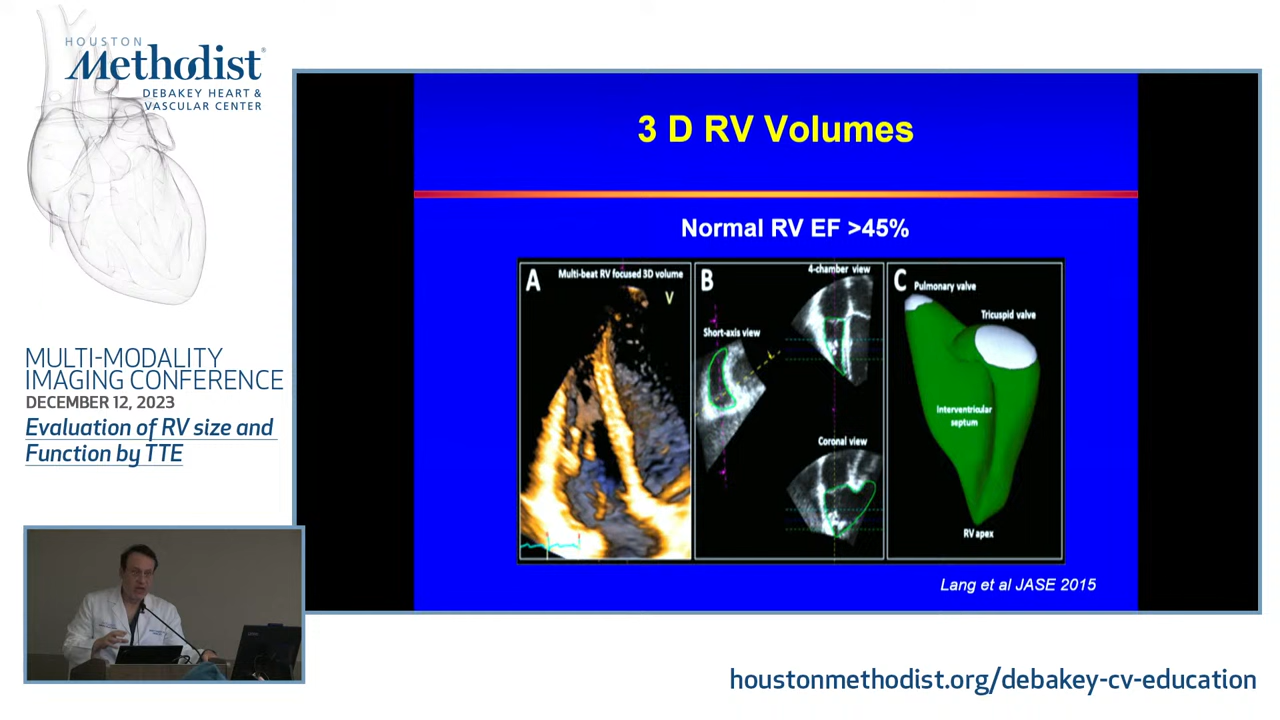 HOUSTON
Methodist®
DEBAKEY HEART &
VASCULAR CENTER
MULTI-MODALITY
IMAGING CONFERENCE
DECEMBER 12, 2023
Evaluation of RV size and
Function by TTE
3 D RV Volumes
Normal RV EF >45%
A
Multi-beat RV focused 3D volume
V
B
4-chamber view
Short-axis view
Coronal view
C
Pulmonary valve
Tricuspid valve
Interventricular
septum
RV apex
Lang et al JASE 2015
houstonmethodist.org/debakey-cv-education